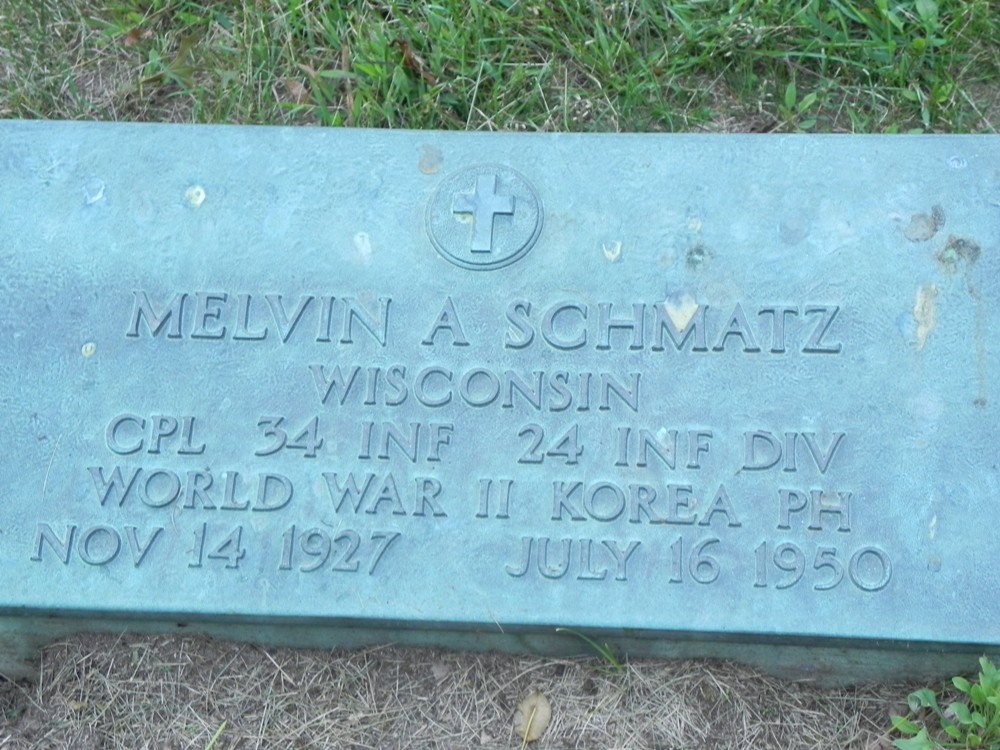 MELVIN A SCHMATZ
WISCONSIN
CPL 34 INF 24 INF DIV
WORLD WAR II KOREA PH
NOV 14 1927 JULY 16 1950